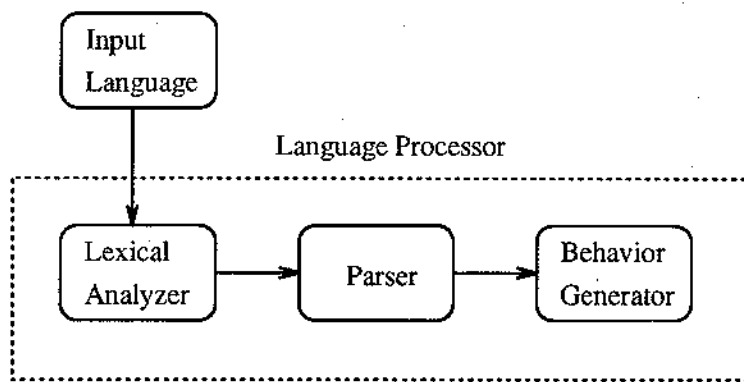 Input
Language
Language Processor
Lexical
Analyzer
Parser
Behavior
Generator